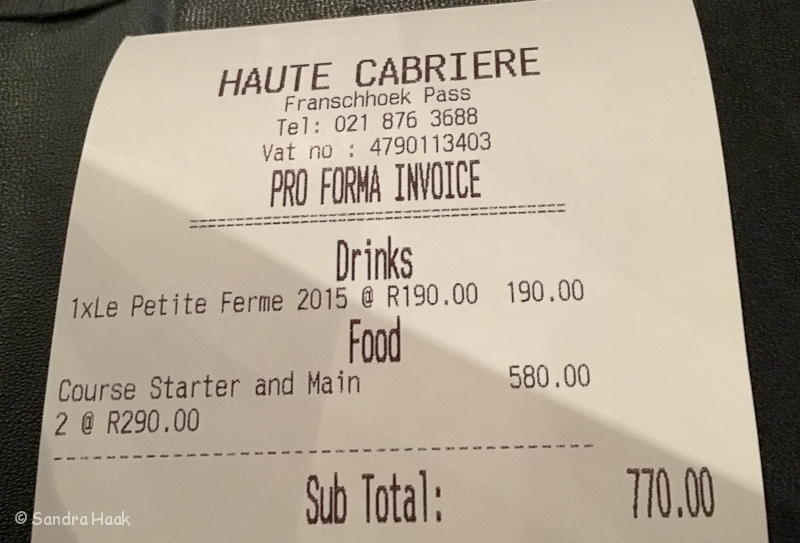 HAUTE CABRIERE
Franschhoek Pass
Tel: 021 876 3688
Vat no : 4790113403
PRO FORMA INVOICE
==========================================
Drinks
1xLe Petite Ferme 2015 @ R190.00 190.00
Food
Course Starter and Main 580.00
2 @ R290.00
------------------------------------------------------------
Sub Total: 770.00
© Sandra Haak